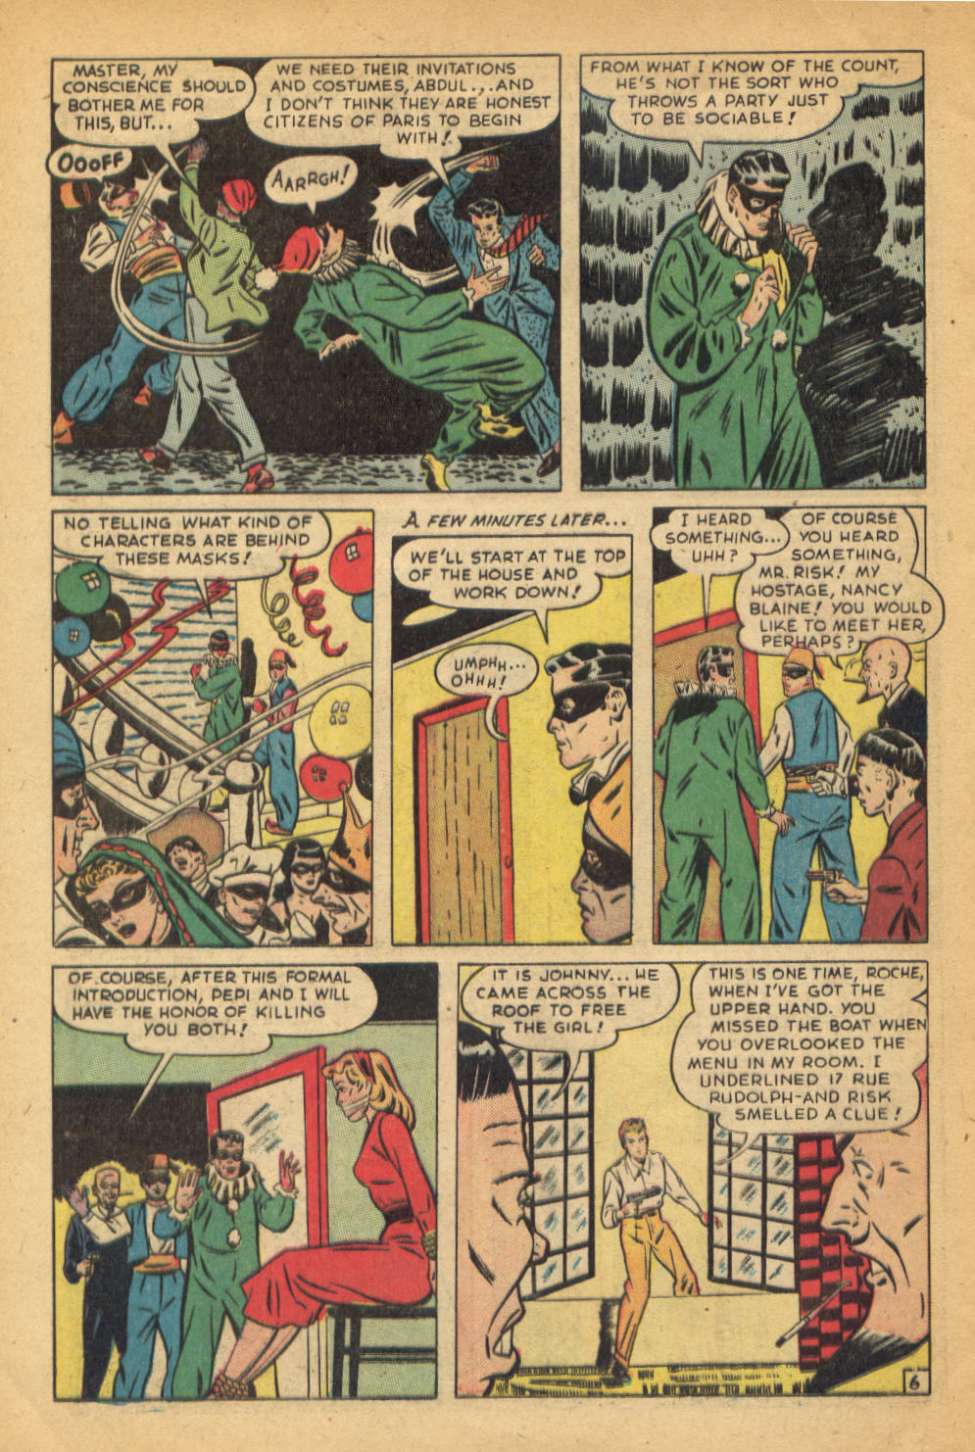 MASTER, MY
CONSCIENCE SHOULD
BOTHER ME FOR
THIS, BUT...
WE NEED THEIR INVITATIONS
AND COSTUMES, ABDUL...AND
I DON'T THINK THEY ARE HONEST
CITIZENS OF PARIS TO BEGIN
WITH!
OOOFF
AARRGH!
FROM WHAT I KNOW OF THE COUNT,
HE'S NOT THE SORT WHO
THROWS A PARTY JUST
TO BE SOCIABLE!
NO TELLING WHAT KIND OF
CHARACTERS ARE BEHIND
THESE MASKS!
A FEW MINUTES LATER...
WE'LL START AT THE TOP
OF THE HOUSE AND
WORK DOWN!
UMPHH...
OHHH!
I HEARD
SOMETHING...
UHH?
OF COURSE
YOU HEARD
SOMETHING,
MR. RISK! MY
HOSTAGE, NANCY
BLAINE! YOU WOULD
LIKE TO MEET HER,
PERHAPS?
OF COURSE, AFTER THIS FORMAL
INTRODUCTION, PEPI AND I WILL
HAVE THE HONOR OF KILLING
YOU BOTH!
IT IS JOHNNY... HE
CAME ACROSS THE
ROOF TO FREE
THE GIRL!
THIS IS ONE TIME, ROCHE,
WHEN I'VE GOT THE
UPPER HAND. YOU
MISSED THE BOAT WHEN
YOU OVERLOOKED THE
MENU IN MY ROOM. I
UNDERLINED 17 RUE
RUDOLPH-AND RISK
SMELLED A CLUE!
6